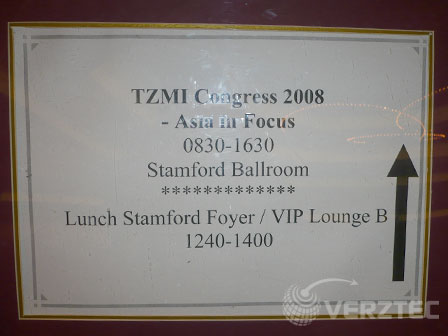 TZMI Congress 2008
- Asia in Focus
0830-1630
Stamford Ballroom
*************
Lunch Stamford Foyer / VIP Lounge B
1240-1400
VERZTEC